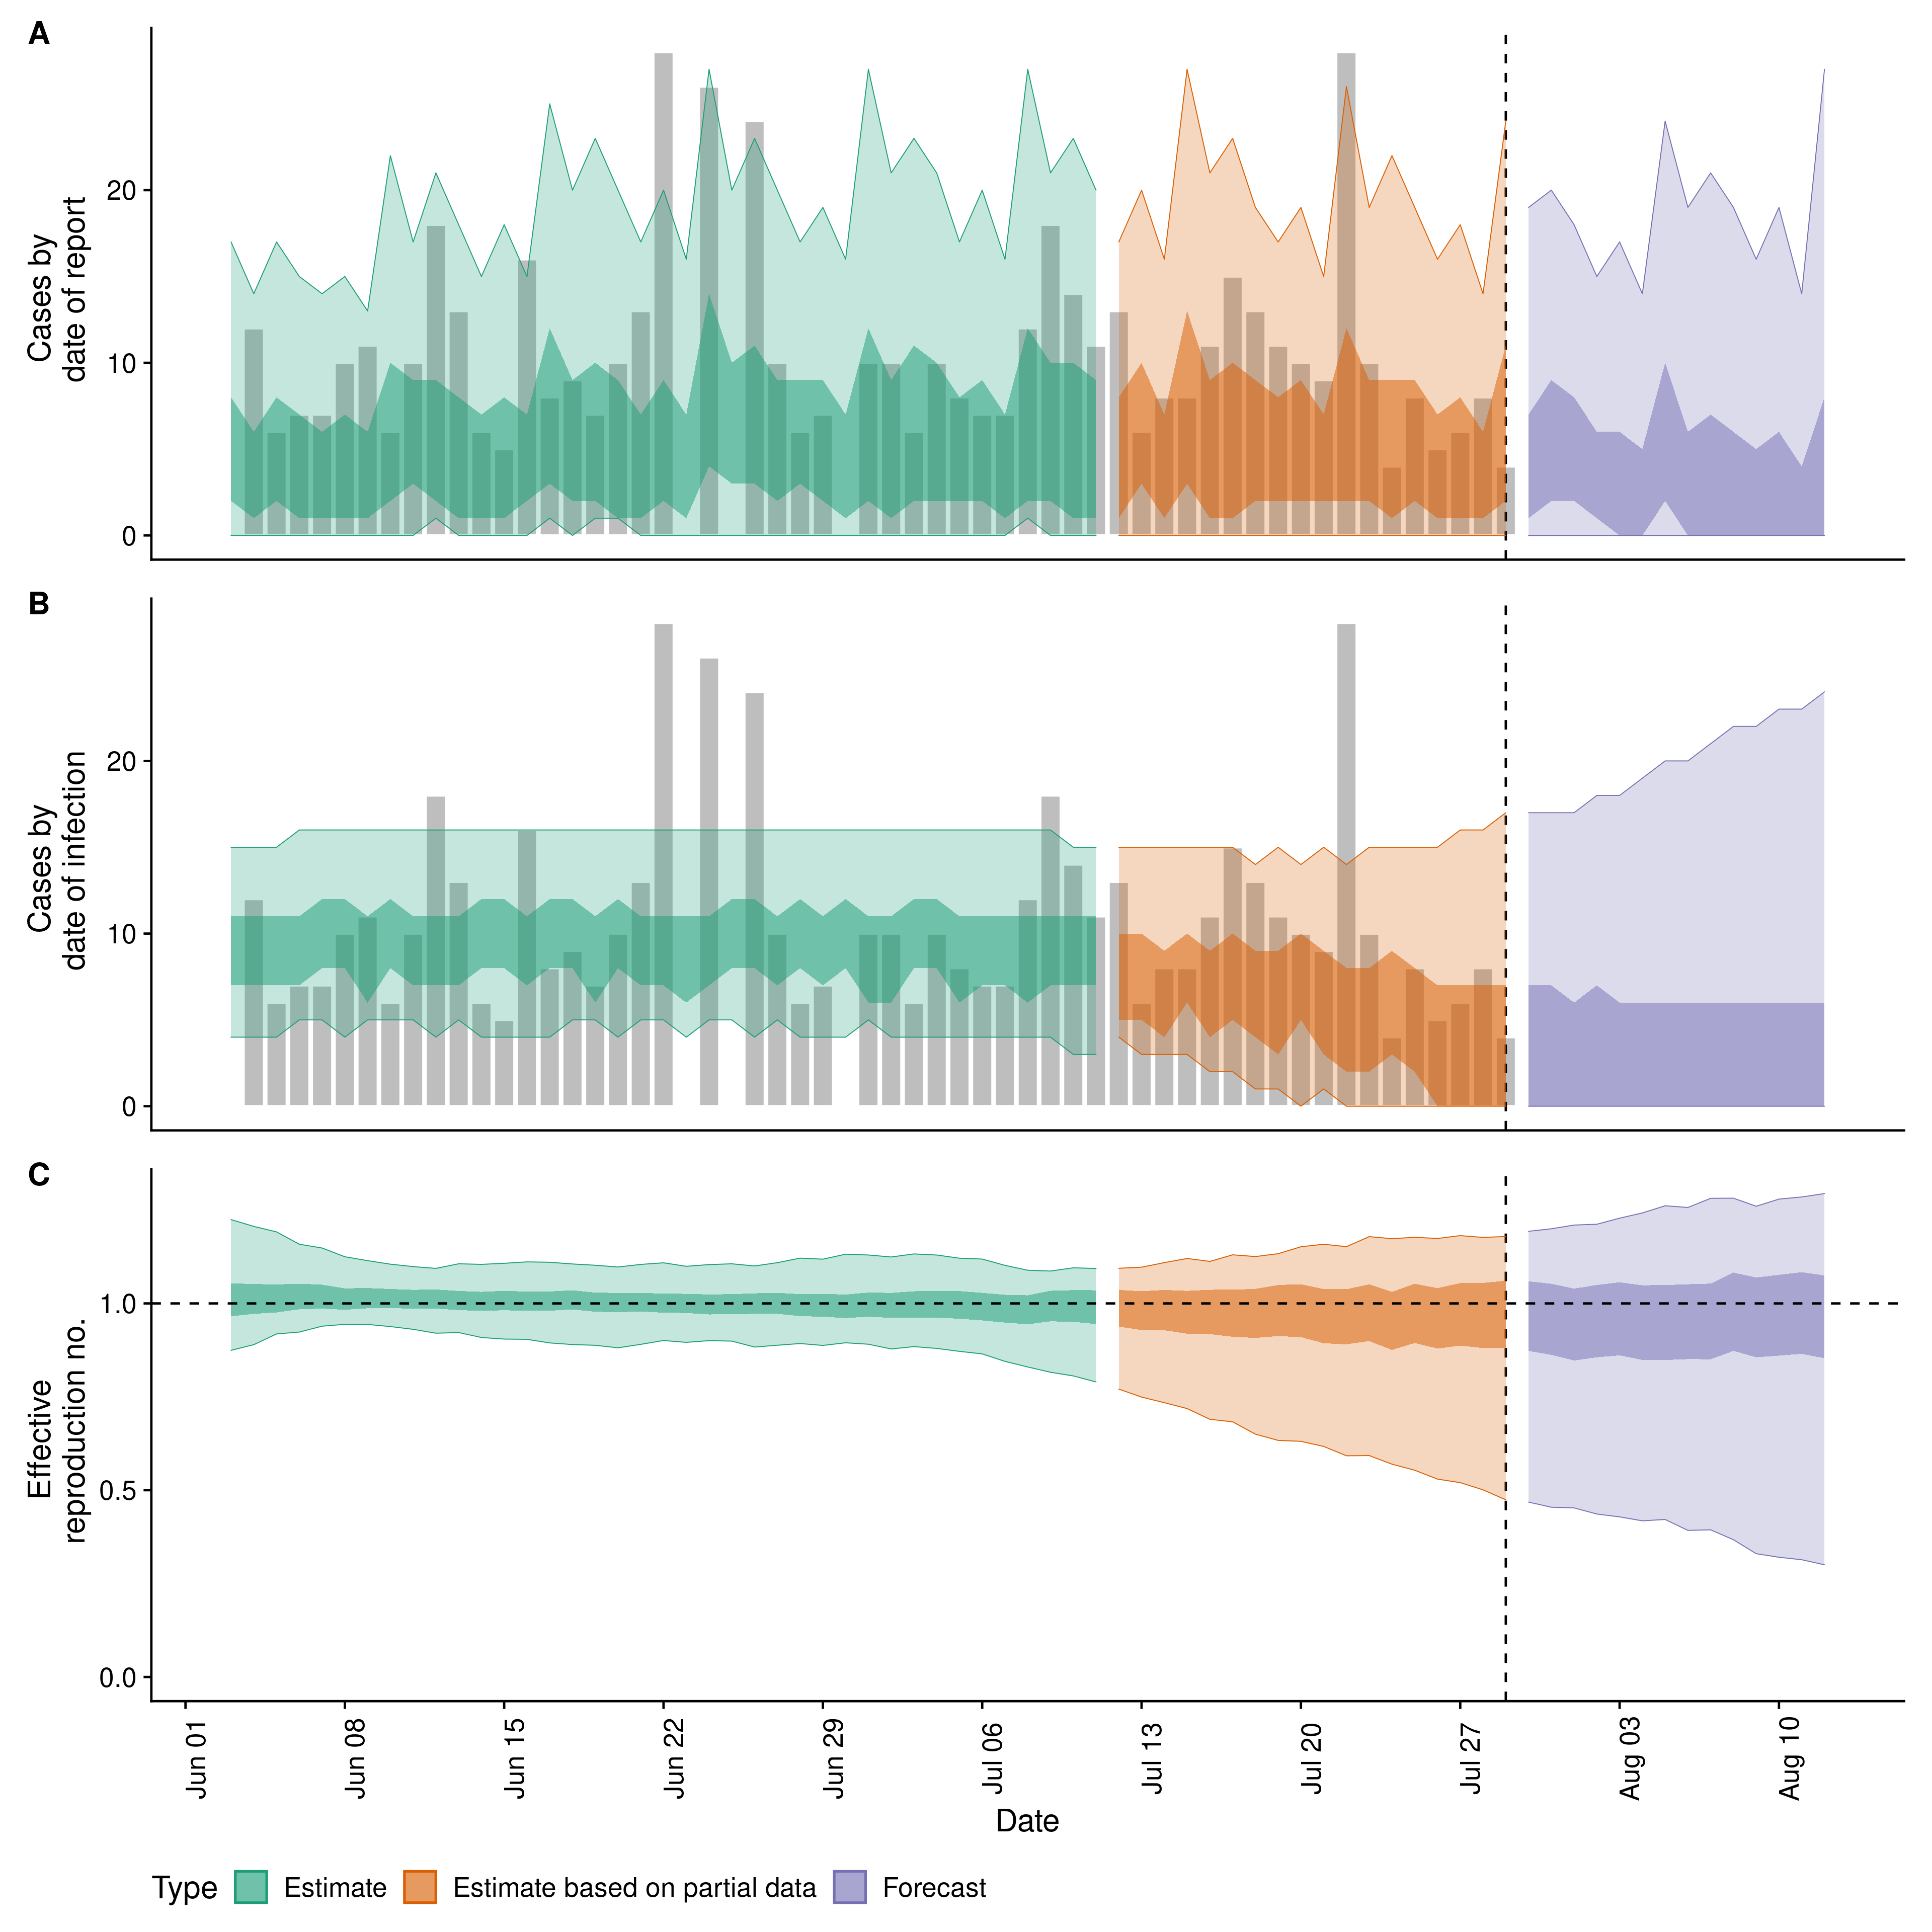 A
Cases by
date of report
20
10
0
B
Cases by
date of infection
20
10
0
C
Effective
reproduction no.
1.0
0.5
0.0
Jun 01
Jun 08
Jun 15
Jun 22
Jun 29
Jul 06
Jul 13
Jul 20
Jul 27
Aug 03
Aug 10
Date
Type Estimate Estimate based on partial data Forecast